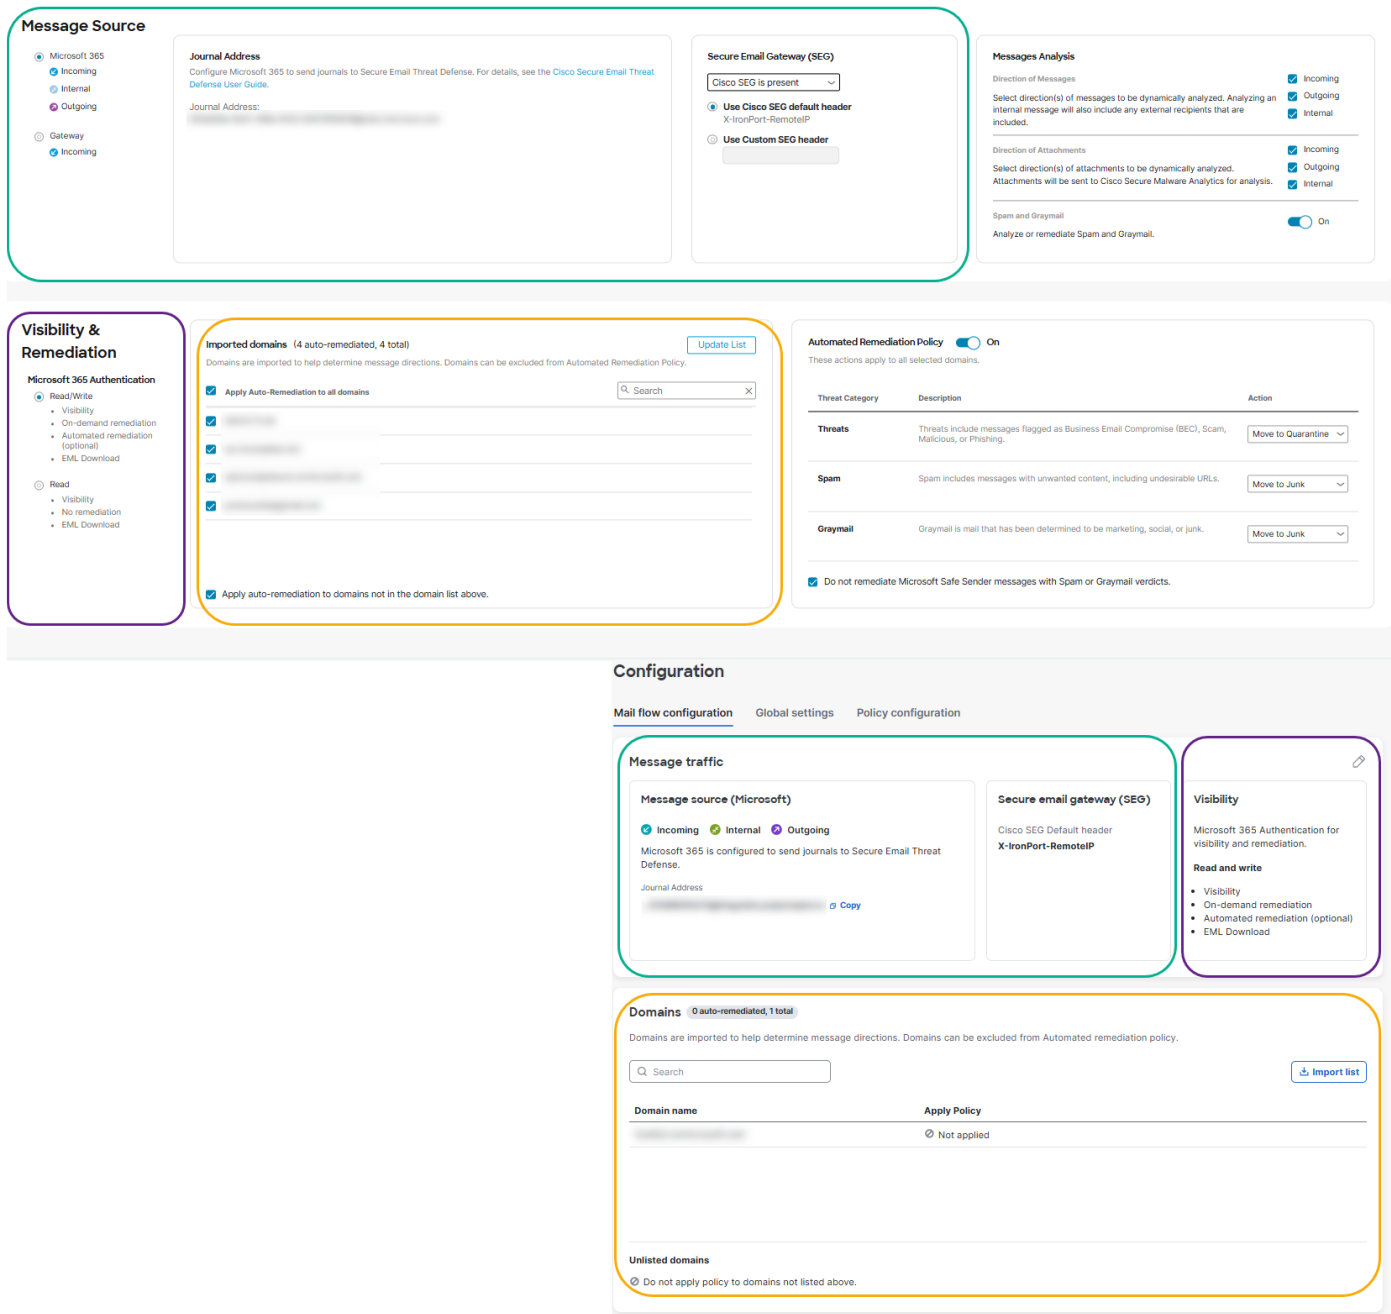 Message Source
Microsoft 365
Incoming
Internal
Outgoing
Gateway
Incoming
Journal Address
Configure Microsoft 365 to send journals to Secure Email Threat Defense. For details, see the Cisco Secure Email Threat
Defense User Guide.
Journal Address:
Secure Email Gateway (SEG)
Cisco SEG is present
Use Cisco SEG default header
X-IronPort-RemoteIP
Use Custom SEG header
Messages Analysis
Direction of Messages
Select direction(s) of messages to be dynamically analyzed. Analyzing an
internal message will also include any external recipients that are
included.
Incoming
Outgoing
Internal
Direction of Attachments
Select direction(s) of attachments to be dynamically analyzed.
Attachments will be sent to Cisco Secure Malware Analytics for analysis.
Incoming
Outgoing
Internal
Spam and Graymail
Analyze or remediate Spam and Graymail.
On
Visibility &
Remediation
Microsoft 365 Authentication
Read/Write
• Visibility
• On-demand remediation
• Automated remediation
(optional)
• EML Download
Read
• Visibility
• No remediation
• EML Download
Imported domains (4 auto-remediated, 4 total)
Update List
Domains are imported to help determine message directions. Domains can be excluded from Automated Remediation Policy.
Apply Auto-Remediation to all domains
Search
Apply auto-remediation to domains not in the domain list above.
Automated Remediation Policy On
These actions apply to all selected domains.
Threat Category Description Action
Threats
Threats include messages flagged as Business Email Compromise (BEC), Scam,
Malicious, or Phishing.
Move to Quarantine
Spam
Spam includes messages with unwanted content, including undesirable URLs.
Move to Junk
Graymail
Graymail is mail that has been determined to be marketing, social, or junk.
Move to Junk
Do not remediate Microsoft Safe Sender messages with Spam or Graymail verdicts.
Configuration
Mail flow configuration Global settings Policy configuration
Message traffic
Message source (Microsoft)
Incoming Internal Outgoing
Microsoft 365 is configured to send journals to Secure Email Threat
Defense.
Journal Address
Copy
Secure email gateway (SEG)
Cisco SEG Default header
X-IronPort-RemoteIP
Visibility
Microsoft 365 Authentication for
visibility and remediation.
Read and write
• Visibility
• On-demand remediation
• Automated remediation (optional)
• EML Download
Domains 0 auto-remediated, 1 total
Domains are imported to help determine message directions. Domains can be excluded from Automated remediation policy.
Search
Import list
Domain name Apply Policy
Not applied
Unlisted domains
Do not apply policy to domains not listed above.